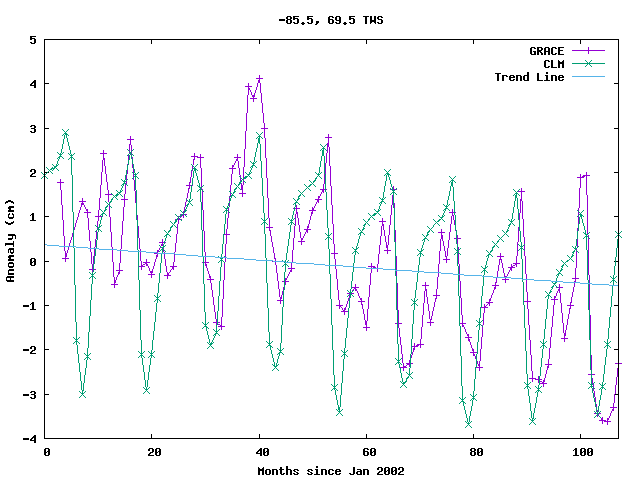 -85.5, 69.5 TWS
GRACE
CLM
Trend Line
5
4
3
2
1
0
-1
-2
-3
-4
Anomaly (cm)
0 20 40 60 80 100
Months since Jan 2002